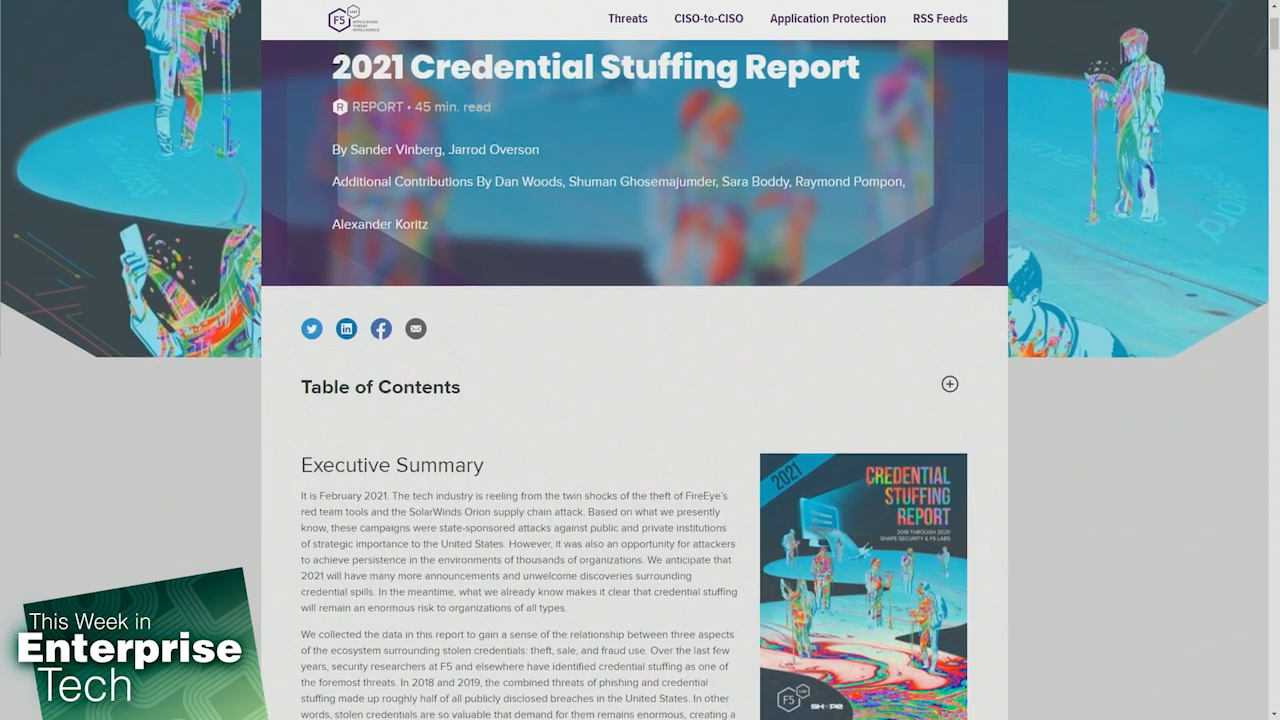 F5 LABS
APPLICATION
THREAT
INTELLIGENCE
Threats
CISO-to-CISO
Application Protection
RSS Feeds
2021 Credential Stuffing Report
R REPORT • 45 min. read
By Sander Vinberg, Jarrod Overson
Additional Contributions By Dan Woods, Shuman Ghosemajumder, Sara Boddy, Raymond Pompon,
Alexander Koritz
Table of Contents
Executive Summary
It is February 2021. The tech industry is reeling from the twin shocks of the theft of FireEye's
red team tools and the SolarWinds Orion supply chain attack. Based on what we presently
know, these campaigns were state-sponsored attacks against public and private institutions
of strategic importance to the United States. However, it was also an opportunity for attackers
to achieve persistence in the environments of thousands of organizations. We anticipate that
2021 will have many more announcements and unwelcome discoveries surrounding
credential spills. In the meantime, what we already know makes it clear that credential stuffing
will remain an enormous risk to organizations of all types.
We collected the data in this report to gain a sense of the relationship between three aspects
of the ecosystem surrounding stolen credentials: theft, sale, and fraud use. Over the last few
years, security researchers at F5 and elsewhere have identified credential stuffing as one of
the foremost threats. In 2018 and 2019, the combined threats of phishing and credential
stuffing made up roughly half of all publicly disclosed breaches in the United States. In other
words, stolen credentials are so valuable that demand for them remains enormous, creating a
2021
CREDENTIAL
STUFFING
REPORT
2018 THROUGH 2020
SHAPE SECURITY & F5 LABS
F5 LABS
SHAPE
This Week in
Enterprise
Tech